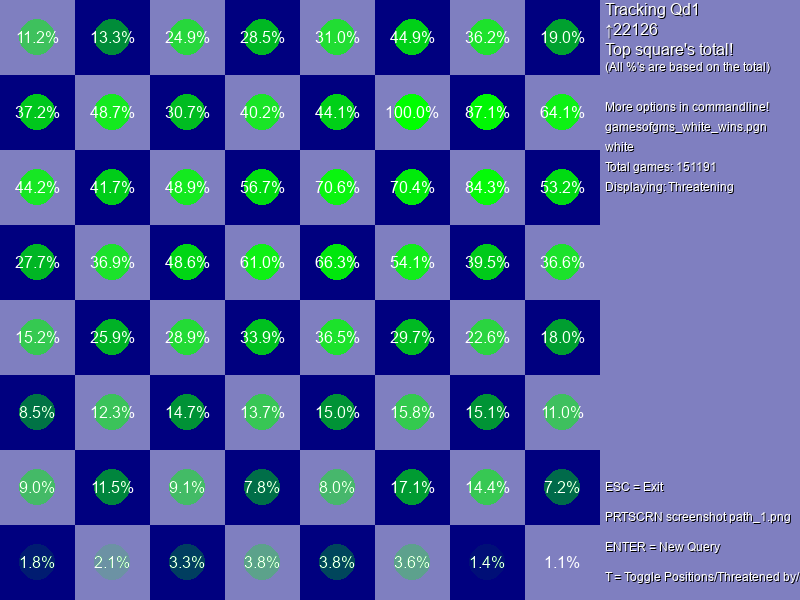 11.2% 13.3% 24.9% 28.5% 31.0% 44.9% 36.2% 19.0%
37.2% 48.7% 30.7% 40.2% 44.1% 100.0% 87.1% 64.1%
44.2% 41.7% 48.9% 56.7% 70.6% 70.4% 84.3% 53.2%
27.7% 36.9% 48.6% 61.0% 66.3% 54.1% 39.5% 36.6%
15.2% 25.9% 28.9% 33.9% 36.5% 29.7% 22.6% 18.0%
8.5% 12.3% 14.7% 13.7% 15.0% 15.8% 15.1% 11.0%
9.0% 11.5% 9.1% 7.8% 8.0% 17.1% 14.4% 7.2%
1.8% 2.1% 3.3% 3.8% 3.8% 3.6% 1.4% 1.1%
Tracking Qd1
↑22126
Top square's total!
(All %'s are based on the total)
More options in commandline!
gamesofgms_white_wins.pgn
white
Total games: 151191
Displaying: Threatening
ESC = Exit
PRTSCRN screenshot path_1.png
ENTER = New Query
T = Toggle Positions/Threatened by/